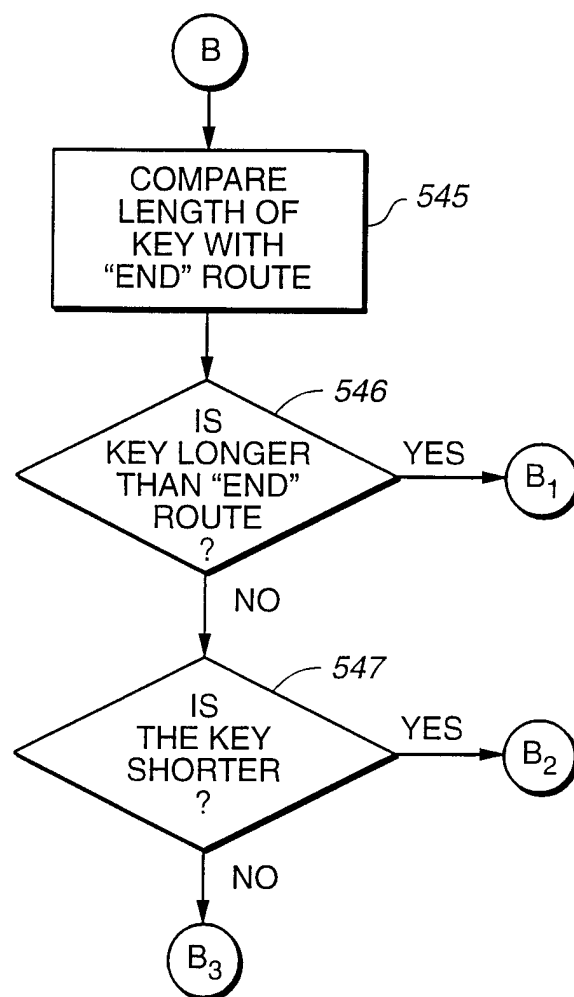 B
COMPARE
LENGTH OF
KEY WITH
“END” ROUTE
545
546
IS
KEY LONGER
THAN “END”
ROUTE
?
YES
B1
NO
547
IS
THE KEY
SHORTER
?
YES
B2
NO
B3